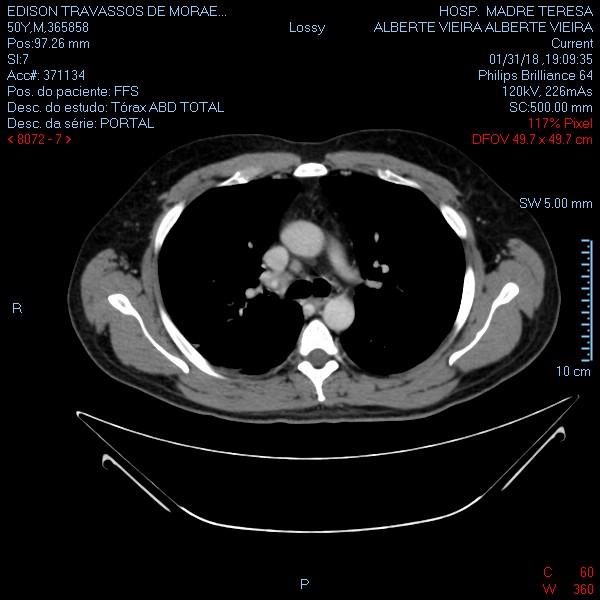 EDISON TRAVASSOS DE MORAE...
50Y,M,365858
Pos:97.26 mm
SI:7
Acc#: 371134
Pos. do paciente: FFS
Desc. do estudo: Tórax ABD TOTAL
Desc. da série: PORTAL
< 8072 - 7 >
Lossy
HOSP. MADRE TERESA
ALBERTE VIEIRA ALBERTE VIEIRA
Current
01/31/18 ,19:09:35
Philips Brilliance 64
120kV, 226mAs
SC:500.00 mm
117% Pixel
DFOV 49.7 x 49.7 cm
SW 5.00 mm
R
10 cm
P
C 60
W 360